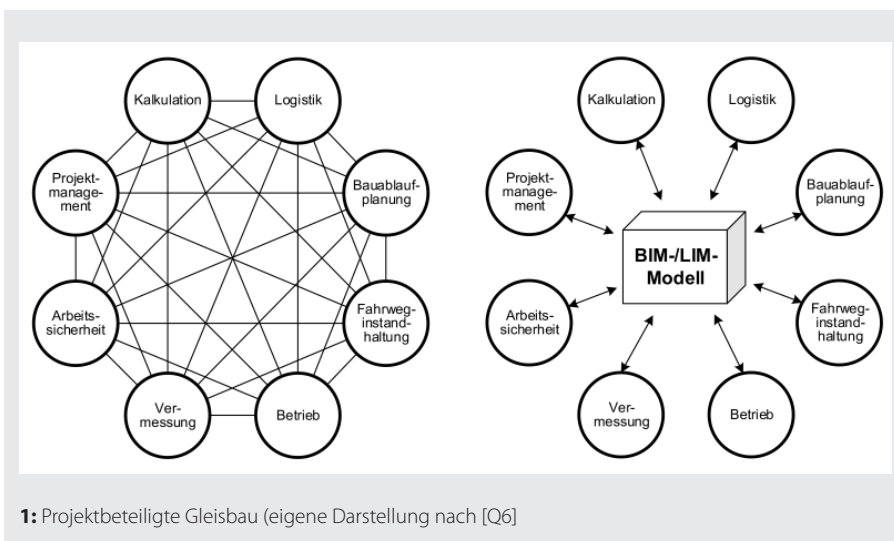 Kalkulation
Logistik
Projekt-
manage-
ment
Bauablauf-
planung
Arbeits-
sicherheit
Fahrweg-
instand-
haltung
Ver-
messung
Betrieb
Kalkulation
Logistik
Projekt-
manage-
ment
Bauablauf-
planung
BIM-/LIM-
Modell
Arbeits-
sicherheit
Fahrweg-
instand-
haltung
Ver-
messung
Betrieb
1: Projektbeteiligte Gleisbau (eigene Darstellung nach [Q6]